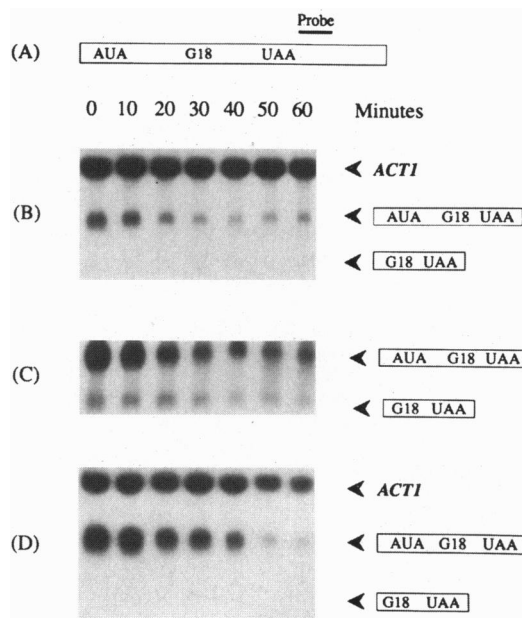 Probe
(A) AUA G18 UAA
0 10 20 30 40 50 60 Minutes
ACT1
(B) AUA G18 UAA
G18 UAA
AUA G18 UAA
(C)
G18 UAA
ACT1
(D) AUA G18 UAA
G18 UAA